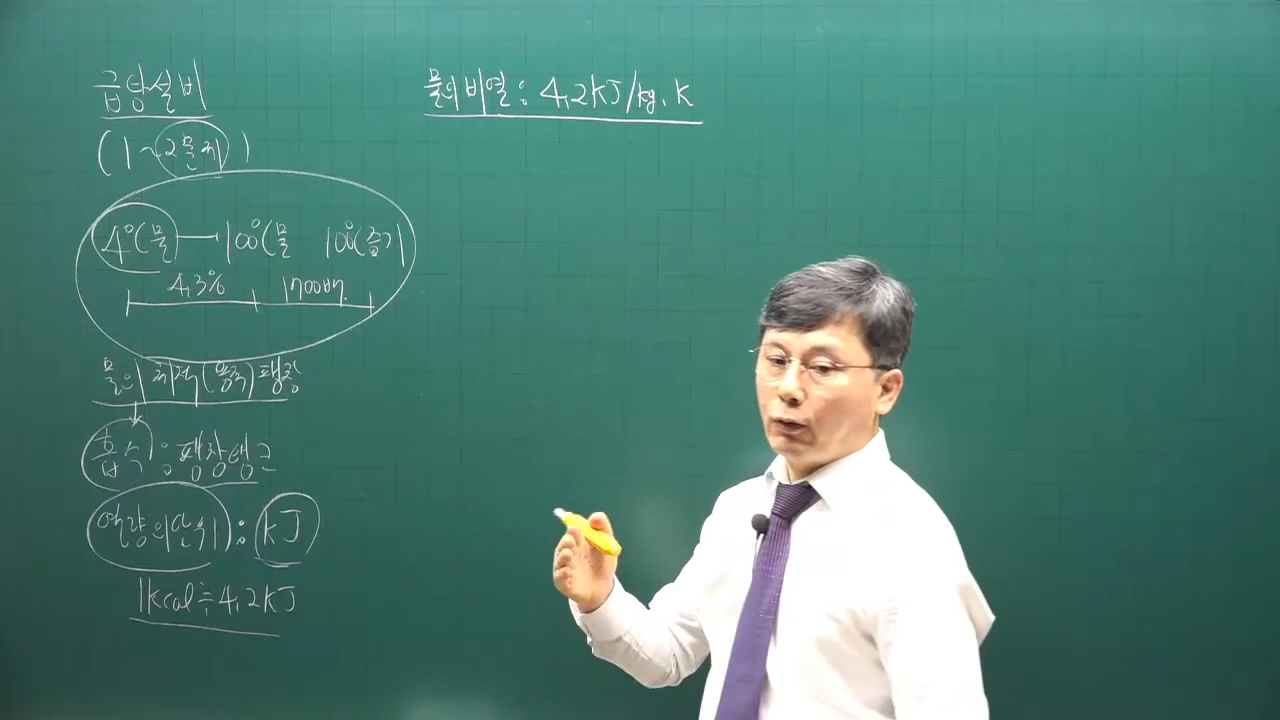 급탕설비
(1~2문제)
4℃물 100℃물 100℃증기
4.3% 1700배
물의 체적(용적)팽창
흡수: 팽창탱크
열량의 단위: kJ
1kcal≒4.2kJ
물의 비열: 4.2kJ/kg.K